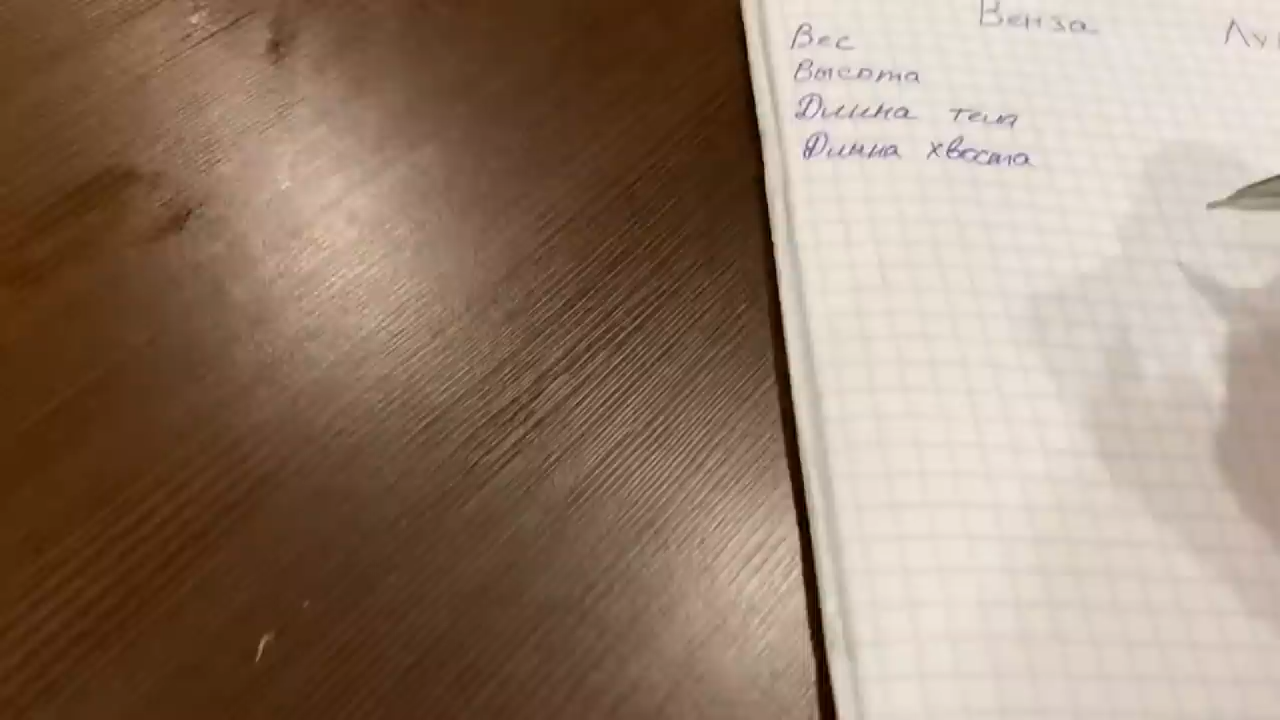 Венза
Вес
Высота
Длина тела
Длина хвоста